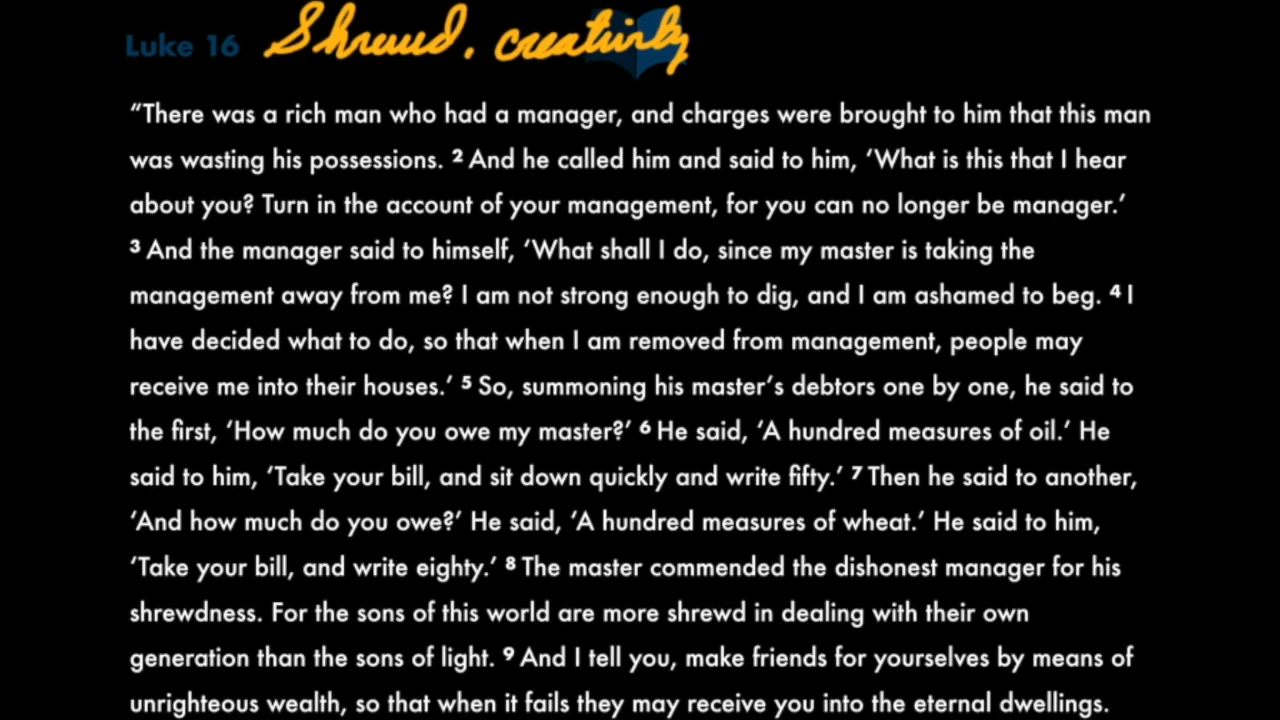 Luke 16 Shrewd. creativity
“There was a rich man who had a manager, and charges were brought to him that this man
was wasting his possessions. ² And he called him and said to him, ‘What is this that I hear
about you? Turn in the account of your management, for you can no longer be manager.’
³ And the manager said to himself, ‘What shall I do, since my master is taking the
management away from me? I am not strong enough to dig, and I am ashamed to beg. ⁴ I
have decided what to do, so that when I am removed from management, people may
receive me into their houses.’ ⁵ So, summoning his master’s debtors one by one, he said to
the first, ‘How much do you owe my master?’ ⁶ He said, ‘A hundred measures of oil.’ He
said to him, ‘Take your bill, and sit down quickly and write fifty.’ ⁷ Then he said to another,
‘And how much do you owe?’ He said, ‘A hundred measures of wheat.’ He said to him,
‘Take your bill, and write eighty.’ ⁸ The master commended the dishonest manager for his
shrewdness. For the sons of this world are more shrewd in dealing with their own
generation than the sons of light. ⁹ And I tell you, make friends for yourselves by means of
unrighteous wealth, so that when it fails they may receive you into the eternal dwellings.